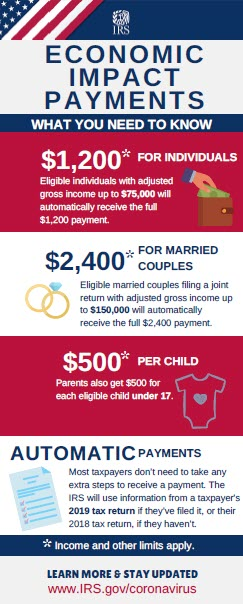 IRS
ECONOMIC
IMPACT
PAYMENTS
WHAT YOU NEED TO KNOW
$1,200* FOR INDIVIDUALS
Eligible individuals with adjusted
gross income up to $75,000 will
automatically receive the full
$1,200 payment.
$2,400* FOR MARRIED
COUPLES
Eligible married couples filing a joint
return with adjusted gross income up
to $150,000 will automatically
receive the full $2,400 payment.
$500* PER CHILD
Parents also get $500 for
each eligible child under 17.
AUTOMATIC PAYMENTS
Most taxpayers don't need to take any
extra steps to receive a payment. The
IRS will use information from a taxpayer's
2019 tax return if they've filed it, or their
2018 tax return, if they haven't.
* Income and other limits apply.
LEARN MORE & STAY UPDATED
www.IRS.gov/coronavirus